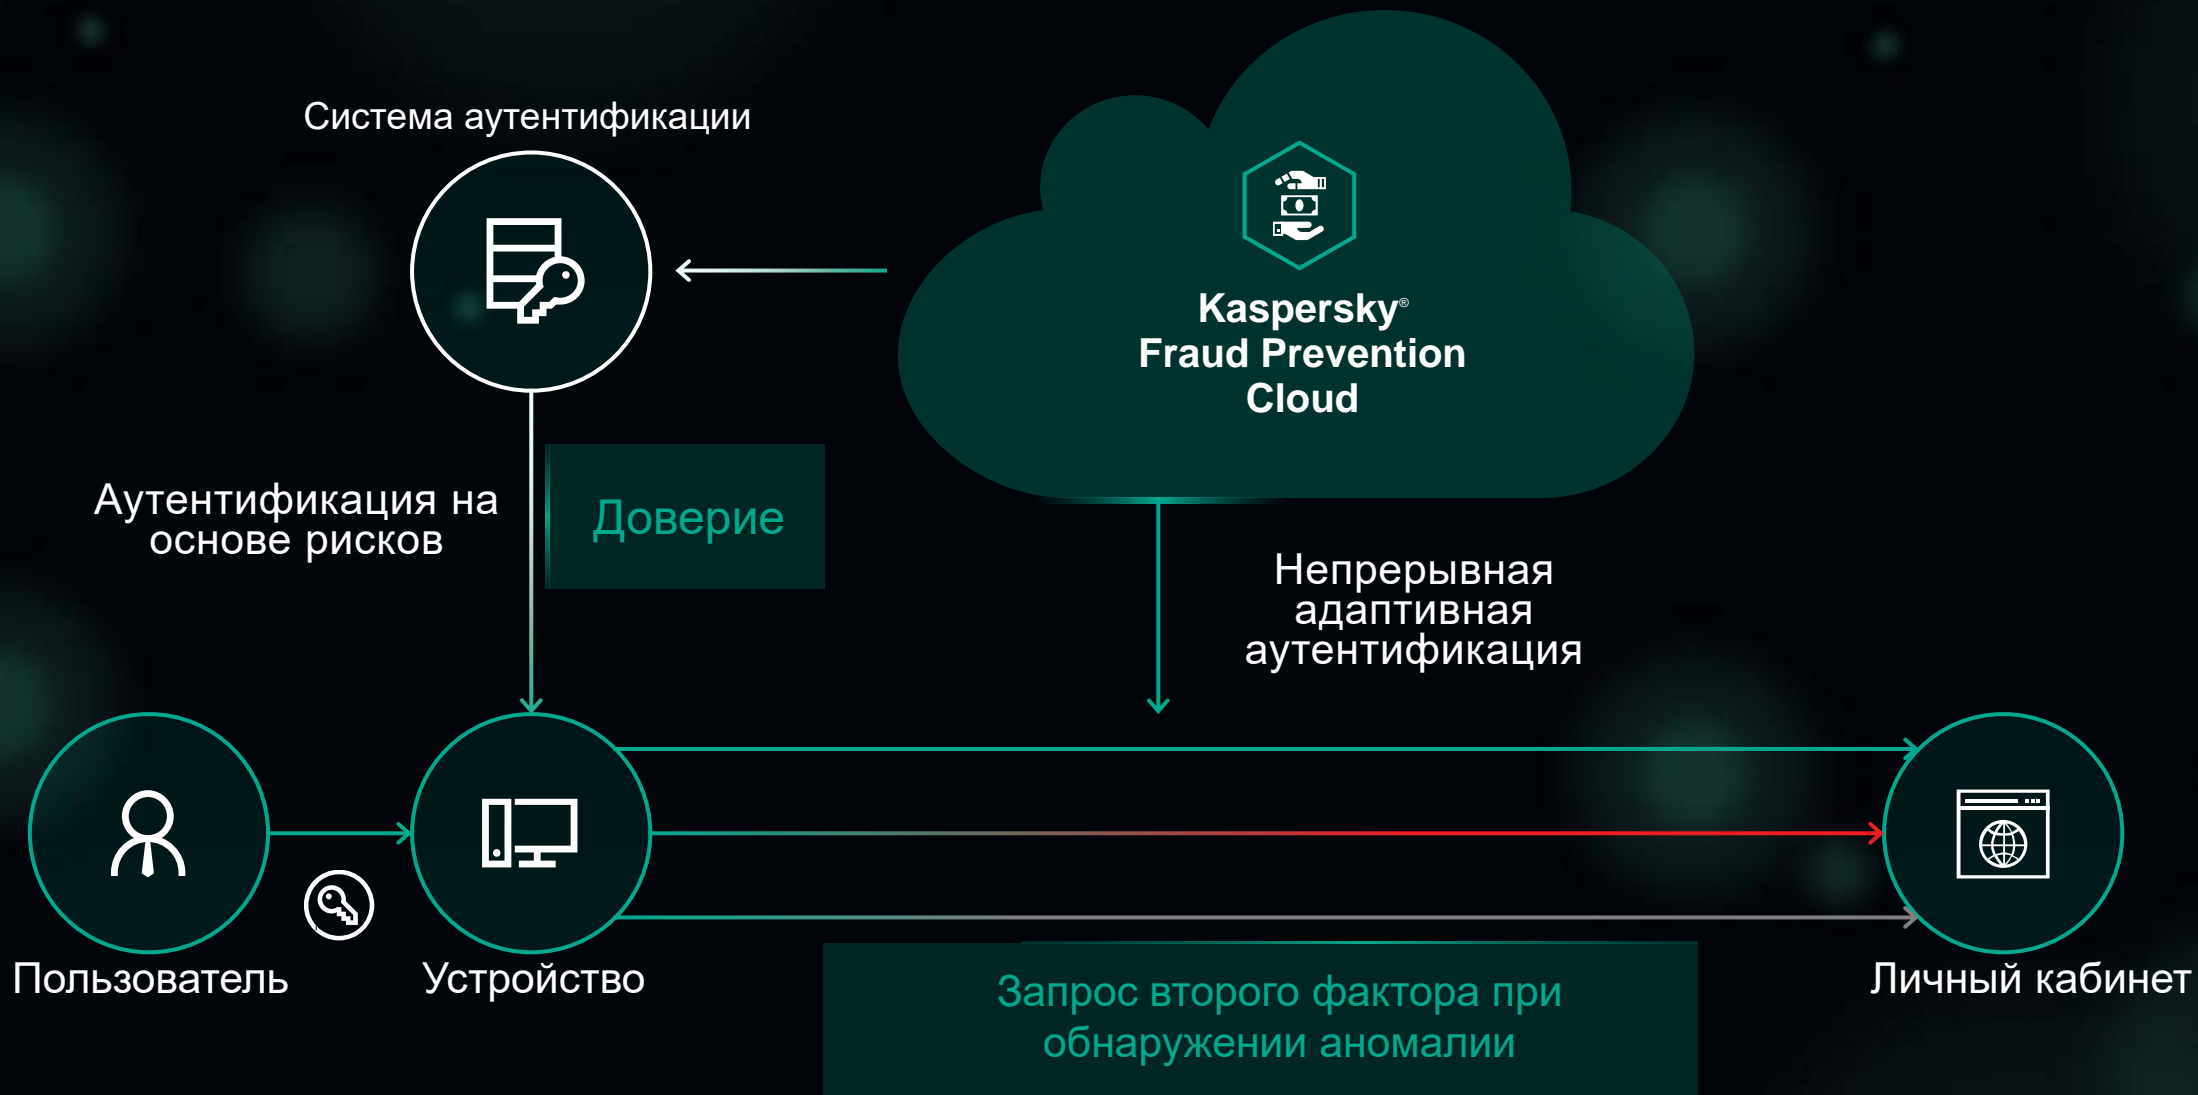 Система аутентификации
Kaspersky®
Fraud Prevention
Cloud
Аутентификация на
основе рисков
Доверие
Непрерывная
адаптивная
аутентификация
Пользователь
Устройство
Личный кабинет
Запрос второго фактора при
обнаружении аномалии